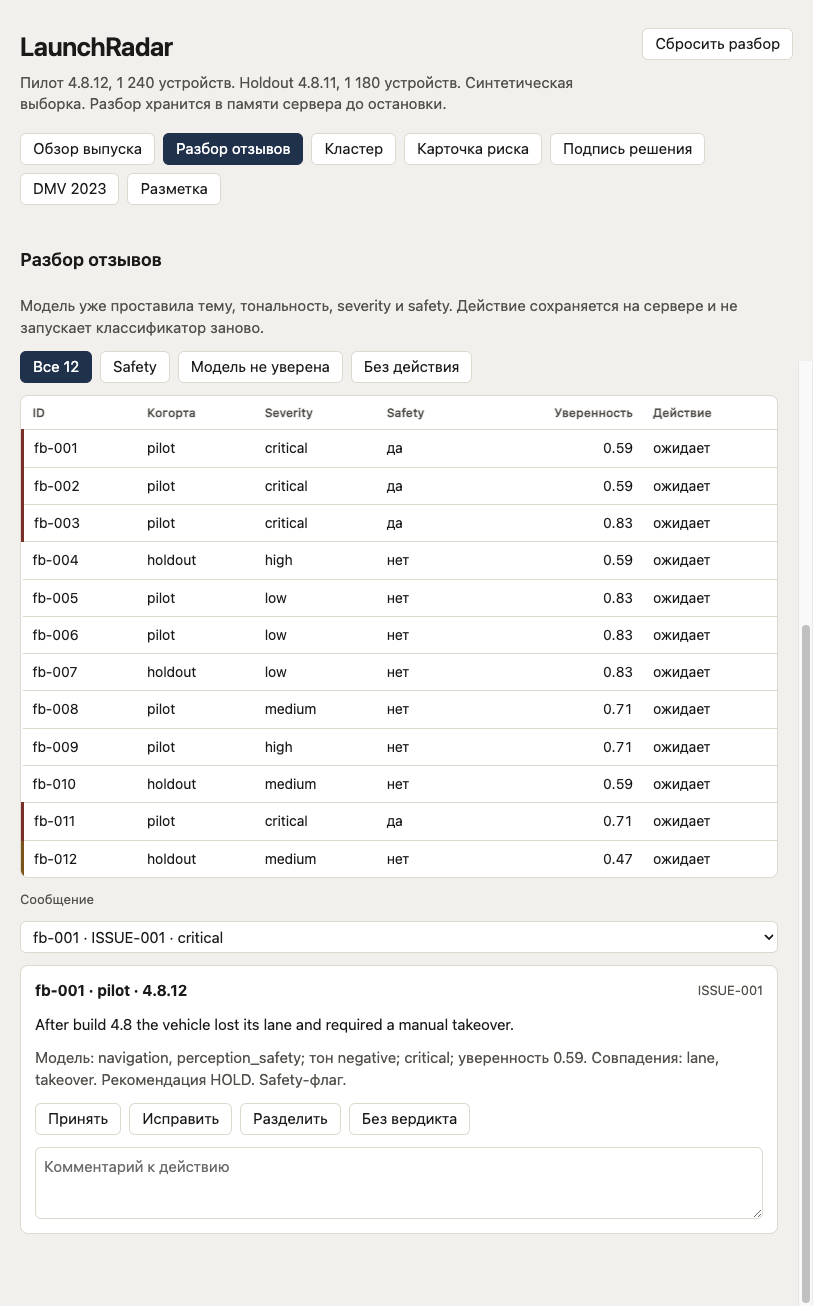 LaunchRadar
Сбросить разбор
Пилот 4.8.12, 1 240 устройств. Holdout 4.8.11, 1 180 устройств. Синтетическая
выборка. Разбор хранится в памяти сервера до остановки.
Обзор выпуска Разбор отзывов Кластер Карточка риска Подпись решения
DMV 2023 Разметка
Разбор отзывов
Модель уже проставила тему, тональность, severity и safety. Действие сохраняется на сервере и не
запускает классификатор заново.
Все 12 Safety Модель не уверена Без действия
ID Когорта Severity Safety Уверенность Действие
fb-001 pilot critical да 0.59 ожидает
fb-002 pilot critical да 0.59 ожидает
fb-003 pilot critical да 0.83 ожидает
fb-004 holdout high нет 0.59 ожидает
fb-005 pilot low нет 0.83 ожидает
fb-006 pilot low нет 0.83 ожидает
fb-007 holdout low нет 0.83 ожидает
fb-008 pilot medium нет 0.71 ожидает
fb-009 pilot high нет 0.71 ожидает
fb-010 holdout medium нет 0.59 ожидает
fb-011 pilot critical да 0.71 ожидает
fb-012 holdout medium нет 0.47 ожидает
Сообщение
fb-001 · ISSUE-001 · critical
fb-001 · pilot · 4.8.12 ISSUE-001
After build 4.8 the vehicle lost its lane and required a manual takeover.
Модель: navigation, perception_safety; тон negative; critical; уверенность 0.59. Совпадения: lane,
takeover. Рекомендация HOLD. Safety-флаг.
Принять Исправить Разделить Без вердикта
Комментарий к действию